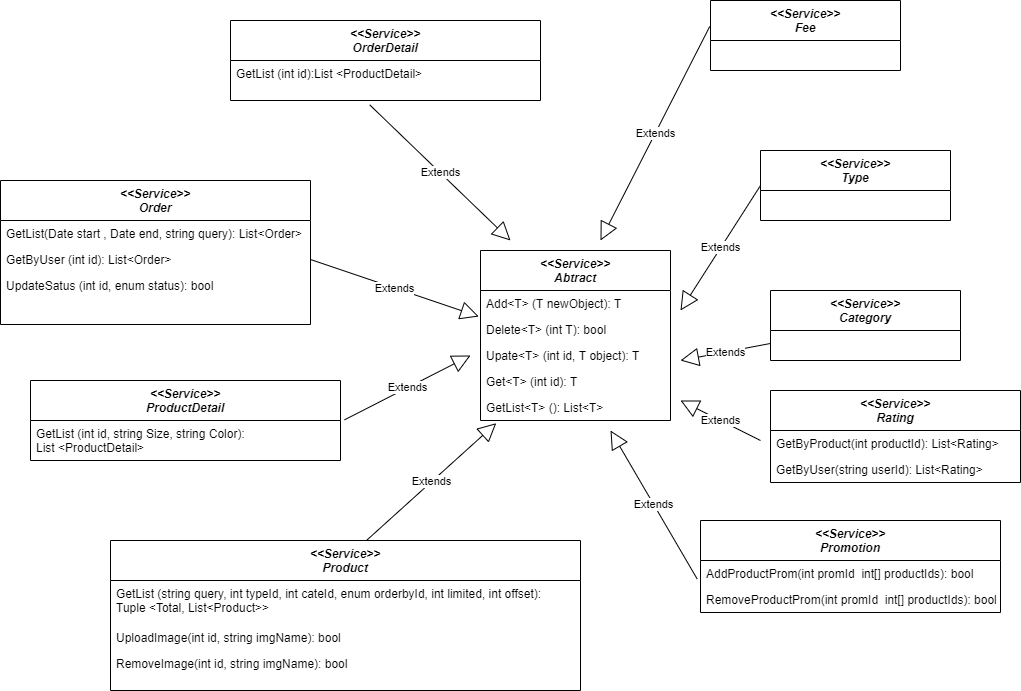 <<Service>>
Fee
<<Service>>
OrderDetail
GetList (int id):List <ProductDetail>
Extends
Extends
<<Service>>
Type
<<Service>>
Order
GetList(Date start , Date end, string query): List<Order>
GetByUser (int id): List<Order>
UpdateSatus (int id, enum status): bool
Extends
Extends
<<Service>>
Abtract
Add<T> (T newObject): T
Delete<T> (int T): bool
Upate<T> (int id, T object): T
Get<T> (int id): T
GetList<T> (): List<T>
<<Service>>
Category
Extends
<<Service>>
ProductDetail
GetList (int id, string Size, string Color):
List <ProductDetail>
Extends
<<Service>>
Rating
GetByProduct(int productId): List<Rating>
GetByUser(string userId): List<Rating>
Extends
Extends
Extends
<<Service>>
Promotion
AddProductProm(int promId  int[] productIds): bool
RemoveProductProm(int promId  int[] productIds): bool
<<Service>>
Product
GetList (string query, int typeId, int cateId, enum orderbyId, int limited, int offset):
Tuple <Total, List<Product>>
UploadImage(int id, string imgName): bool
RemoveImage(int id, string imgName): bool